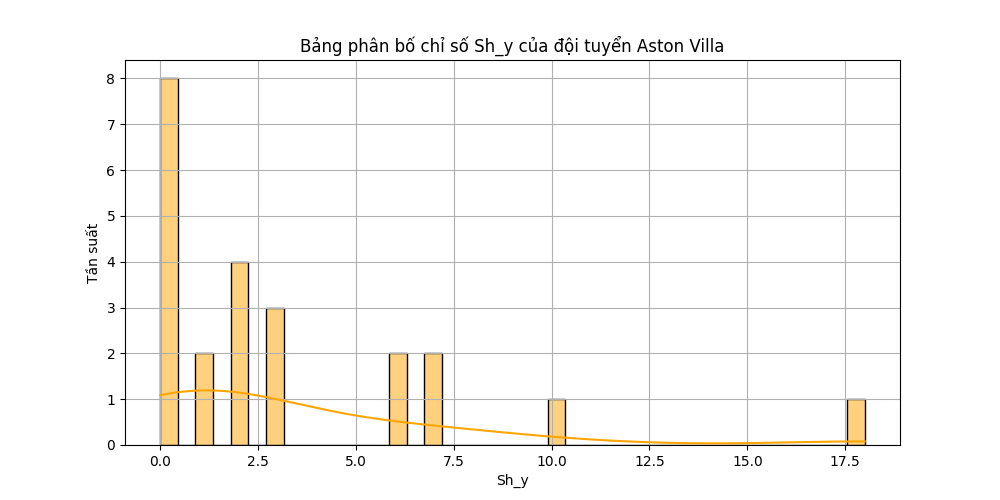 Bảng phân bố chỉ số Sh_y của đội tuyển Aston Villa
8
7
6
5
4
3
2
1
0
Tần suất
0.0 2.5 5.0 7.5 10.0 12.5 15.0 17.5
Sh_y